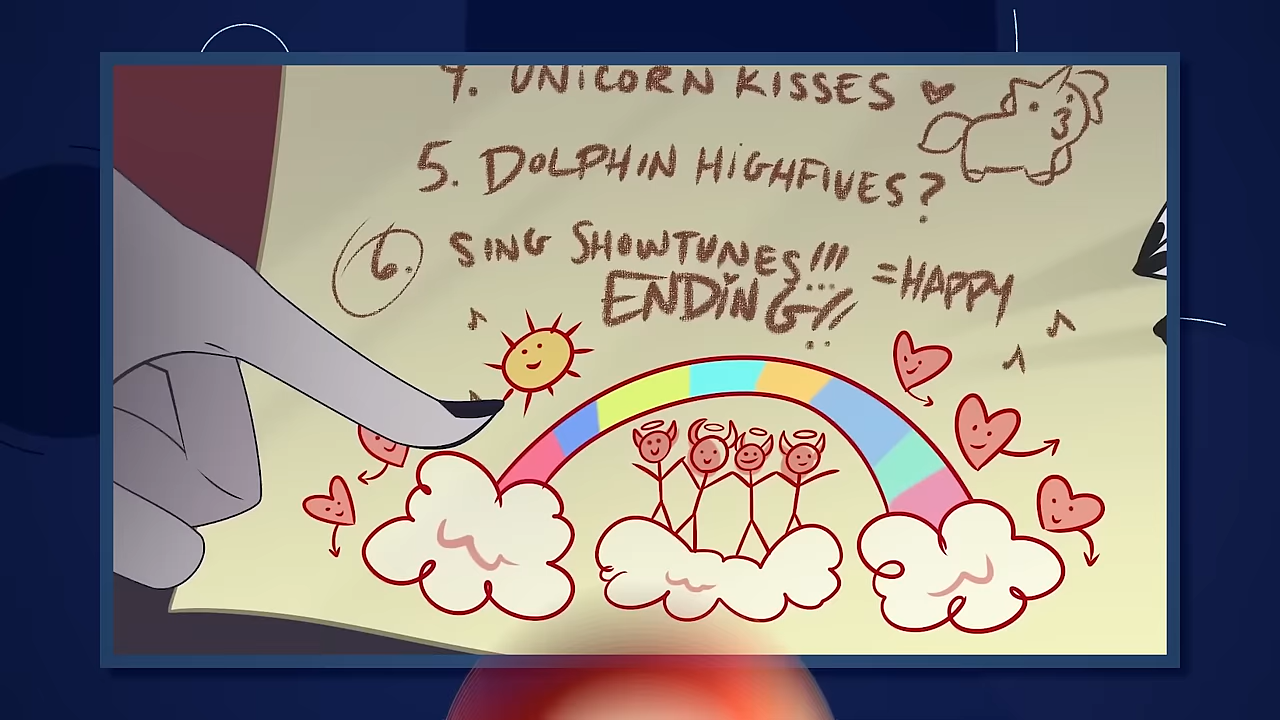 4. UNICORN KISSES
5. DOLPHIN HIGHFIVES?
6. SING SHOWTUNES!!! =HAPPY
ENDING!!